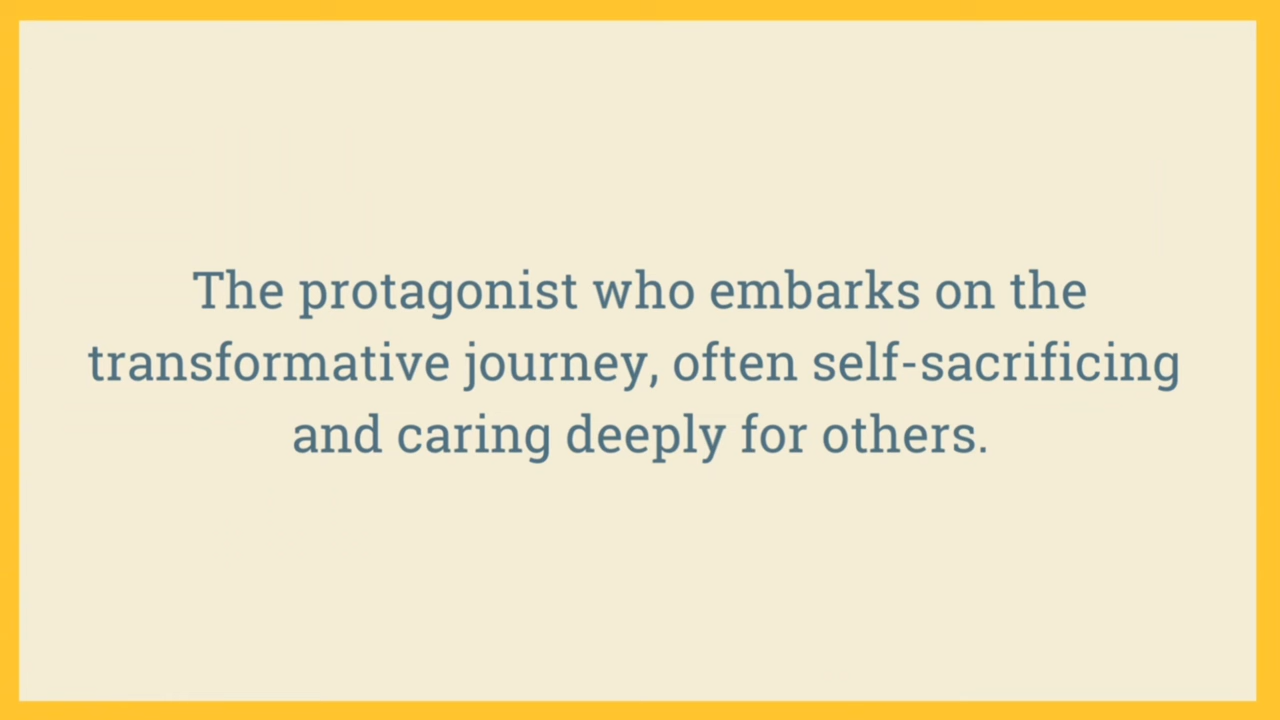 The protagonist who embarks on the
transformative journey, often self-sacrificing
and caring deeply for others.